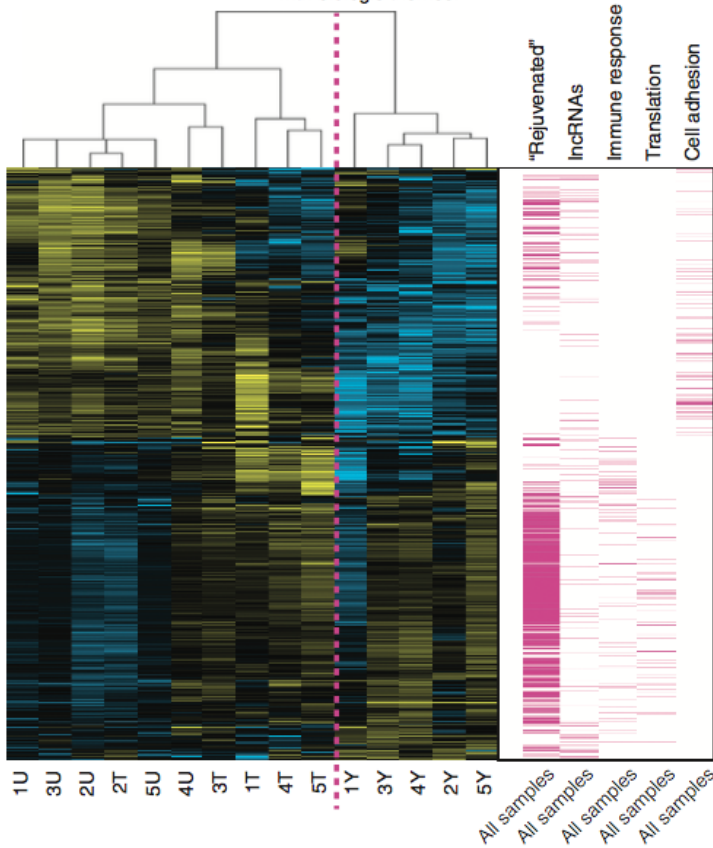 "Rejuvenated"
lncRNAs
Immune response
Translation
Cell adhesion
1U 3U 2U 2T 5U 4U 3T 1T 4T 5T 1Y 3Y 4Y 2Y 5Y
All samples
All samples
All samples
All samples
All samples